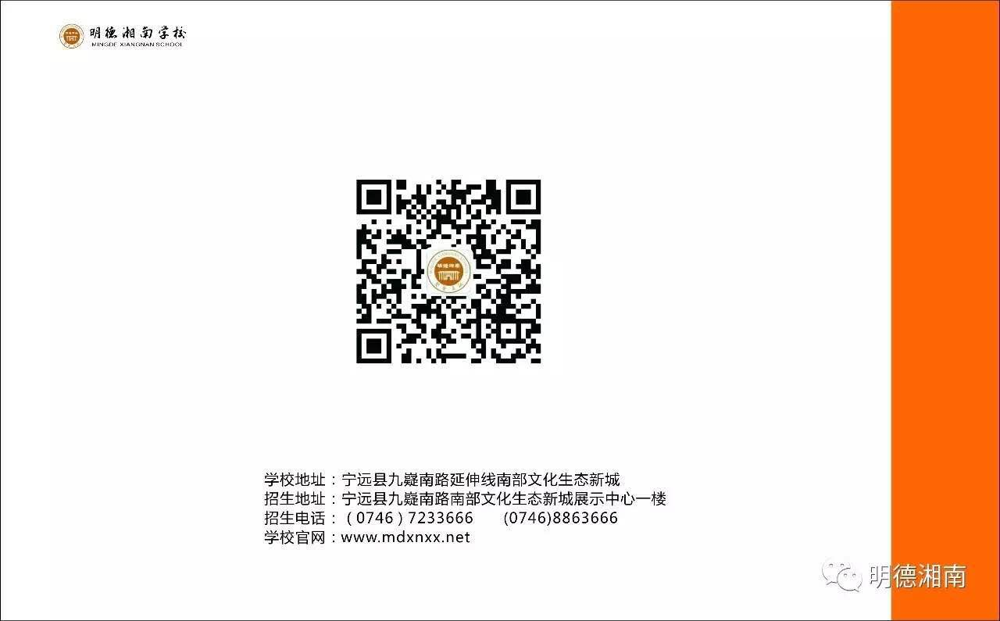 明德湘南学校
MINGDE XIANGNAN SCHOOL
学校地址：宁远县九嶷南路延伸线南部文化生态新城
招生地址：宁远县九嶷南路南部文化生态新城展示中心一楼
招生电话：（0746）7233666 (0746)8863666
学校官网：www.mdxnxx.net
明德湘南